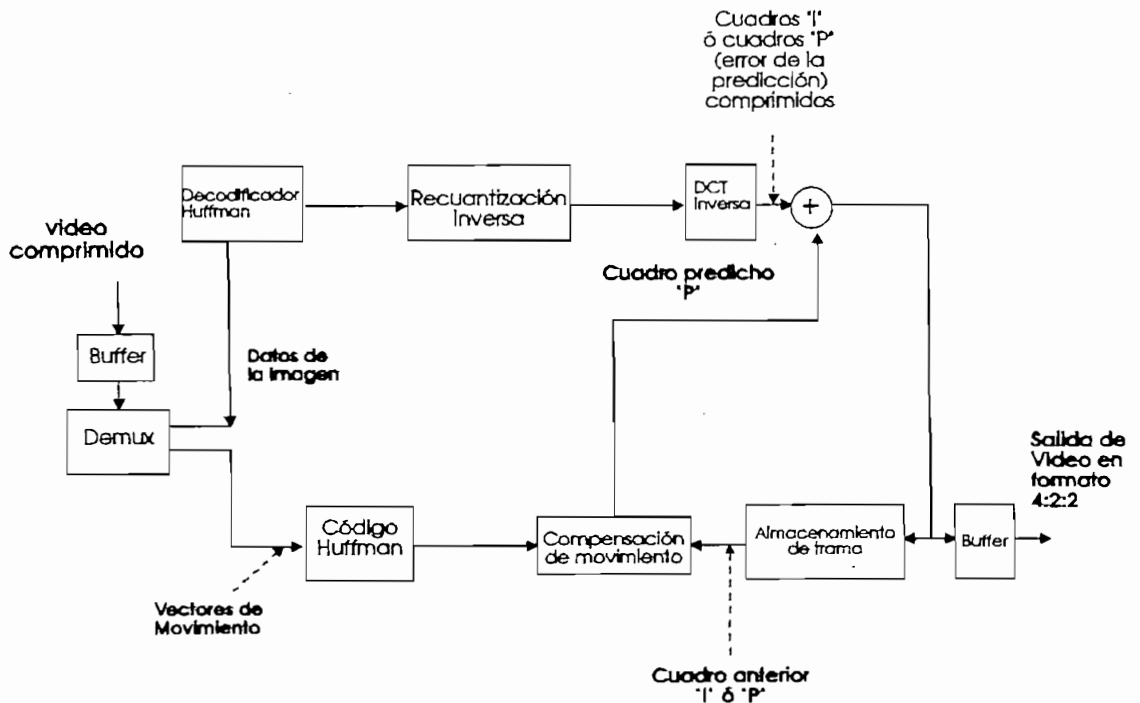 Cuadros "I"
ó cuadros "P"
(error de la
predicción)
comprimidos
Decodificador
Huffman
Recuantización
Inversa
DCT
Inversa
+
video
comprimido
Cuadro predicho
"P"
Buffer
Datos de
la imagen
Demux
Salida de
Video en
formato
4:2:2
Código
Huffman
Compensación
de movimiento
Almacenamiento
de trama
Buffer
Vectores de
Movimiento
Cuadro anterior
"I" ó "P"